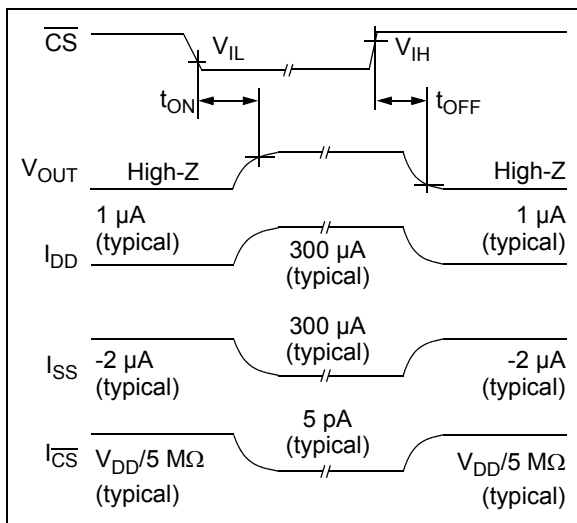 CS
VIL
VIH
tON
tOFF
VOUT
High-Z
High-Z
1 µA
(typical)
1 µA
(typical)
IDD
300 µA
(typical)
300 µA
(typical)
ISS
-2 µA
(typical)
-2 µA
(typical)
5 pA
(typical)
ICS
VDD/5 MΩ
(typical)
VDD/5 MΩ
(typical)